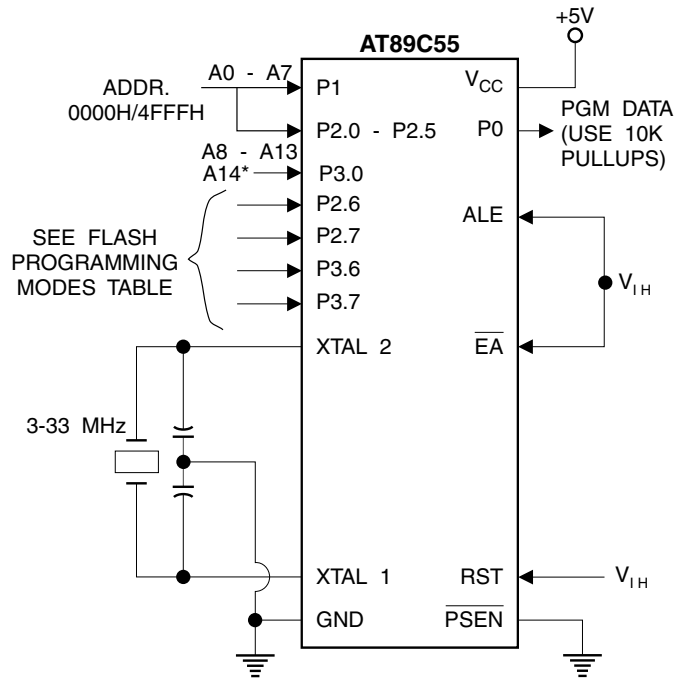 +5V
AT89C55
A0 - A7
ADDR.
0000H/4FFFH
P1
VCC
P2.0 - P2.5
P0
PGM DATA
(USE 10K
PULLUPS)
A8 - A13
A14*
P3.0
P2.6
ALE
P2.7
SEE FLASH
PROGRAMMING
MODES TABLE
P3.6
VIH
P3.7
XTAL 2
EA
3-33 MHz
XTAL 1
RST
VIH
GND
PSEN